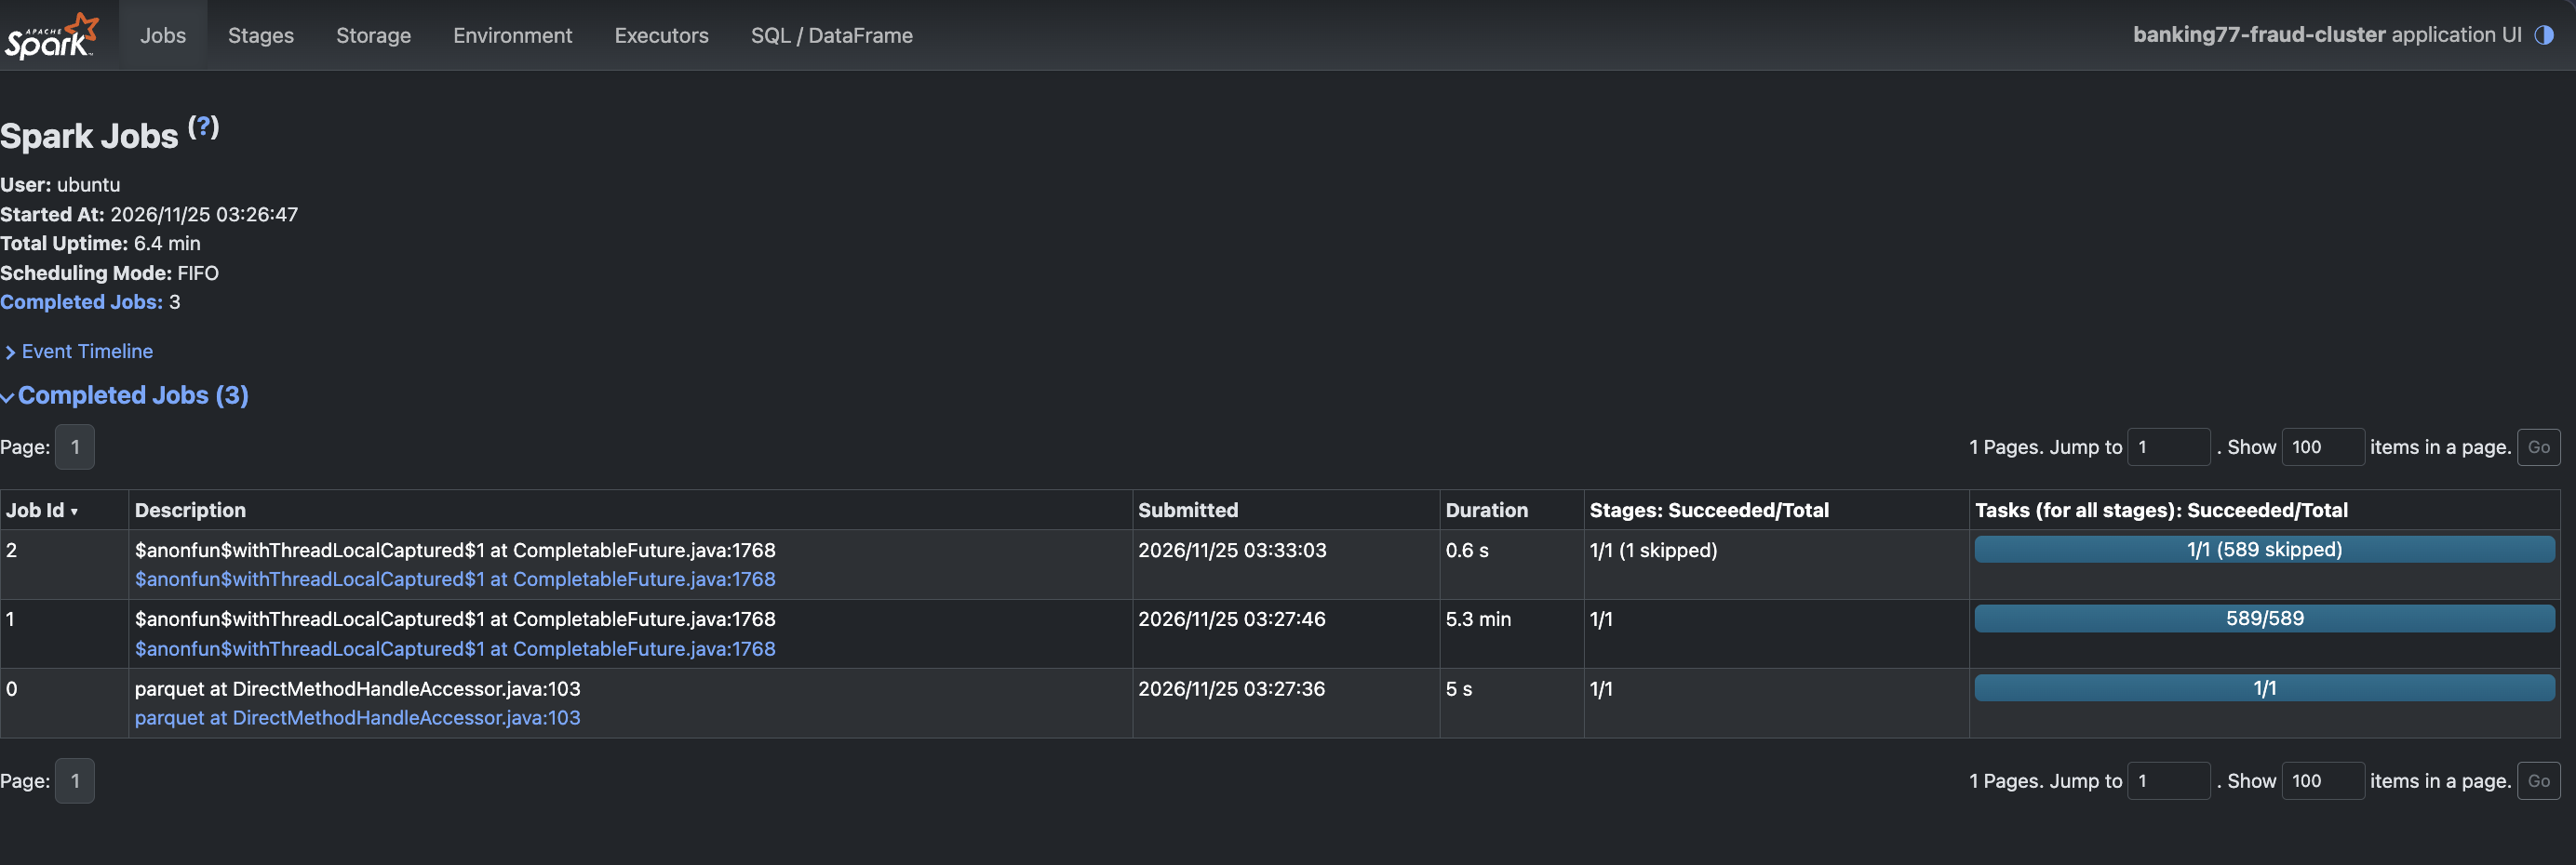 APACHE
Spark™
Jobs Stages Storage Environment Executors SQL / DataFrame banking77-fraud-cluster application UI
Spark Jobs (?)
User: ubuntu
Started At: 2026/11/25 03:26:47
Total Uptime: 6.4 min
Scheduling Mode: FIFO
Completed Jobs: 3
Event Timeline
Completed Jobs (3)
Page: 1 1 Pages. Jump to 1 . Show 100 items in a page. Go
Job Id ▾ Description Submitted Duration Stages: Succeeded/Total Tasks (for all stages): Succeeded/Total
2 $anonfun$withThreadLocalCaptured$1 at CompletableFuture.java:1768 2026/11/25 03:33:03 0.6 s 1/1 (1 skipped) 1/1 (589 skipped)
$anonfun$withThreadLocalCaptured$1 at CompletableFuture.java:1768
1 $anonfun$withThreadLocalCaptured$1 at CompletableFuture.java:1768 2026/11/25 03:27:46 5.3 min 1/1 589/589
$anonfun$withThreadLocalCaptured$1 at CompletableFuture.java:1768
0 parquet at DirectMethodHandleAccessor.java:103 2026/11/25 03:27:36 5 s 1/1 1/1
parquet at DirectMethodHandleAccessor.java:103
Page: 1 1 Pages. Jump to 1 . Show 100 items in a page. Go